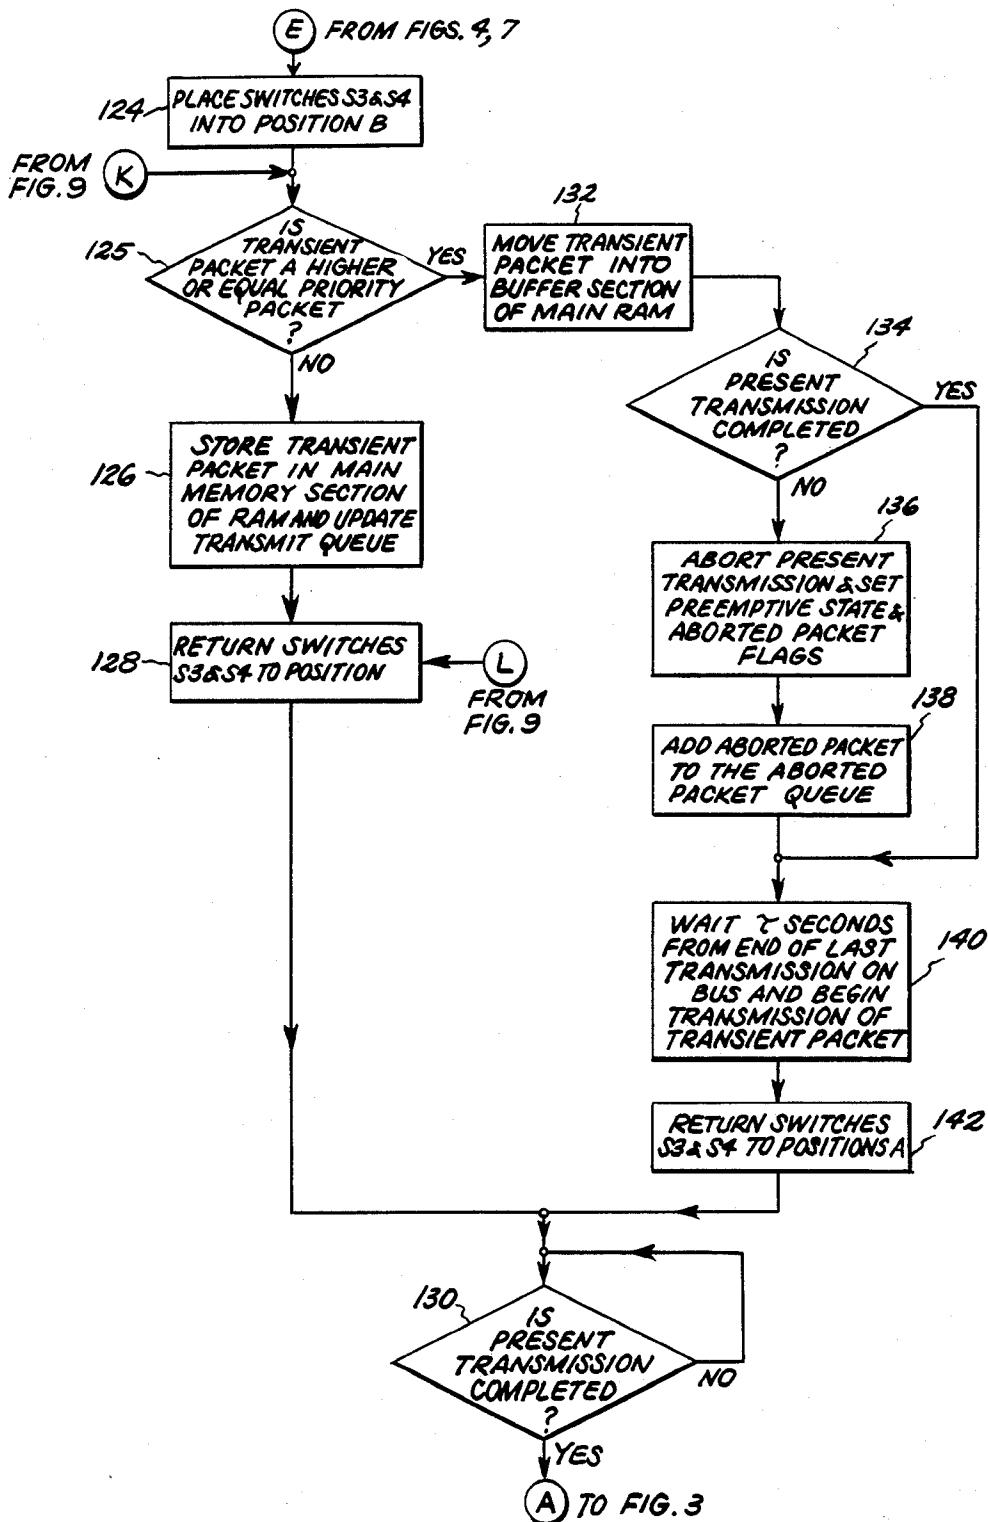 E FROM FIGS. 4,7
124
PLACE SWITCHES S3 & S4
INTO POSITION B
FROM
FIG. 9
K
125
IS
TRANSIENT
PACKET A HIGHER
OR EQUAL PRIORITY
PACKET
?
YES
NO
132
MOVE TRANSIENT
PACKET INTO
BUFFER SECTION
OF MAIN RAM
134
IS
PRESENT
TRANSMISSION
COMPLETED
?
YES
NO
126
STORE TRANSIENT
PACKET IN MAIN
MEMORY SECTION
OF RAM AND UPDATE
TRANSMIT QUEUE
136
ABORT PRESENT
TRANSMISSION & SET
PREEMPTIVE STATE &
ABORTED PACKET
FLAGS
128
RETURN SWITCHES
S3 & S4 TO POSITION
L
FROM
FIG. 9
138
ADD ABORTED PACKET
TO THE ABORTED
PACKET QUEUE
140
WAIT τ SECONDS
FROM END OF LAST
TRANSMISSION ON
BUS AND BEGIN
TRANSMISSION OF
TRANSIENT PACKET
142
RETURN SWITCHES
S3 & S4 TO POSITIONS A
130
IS
PRESENT
TRANSMISSION
COMPLETED
?
NO
YES
A TO FIG. 3